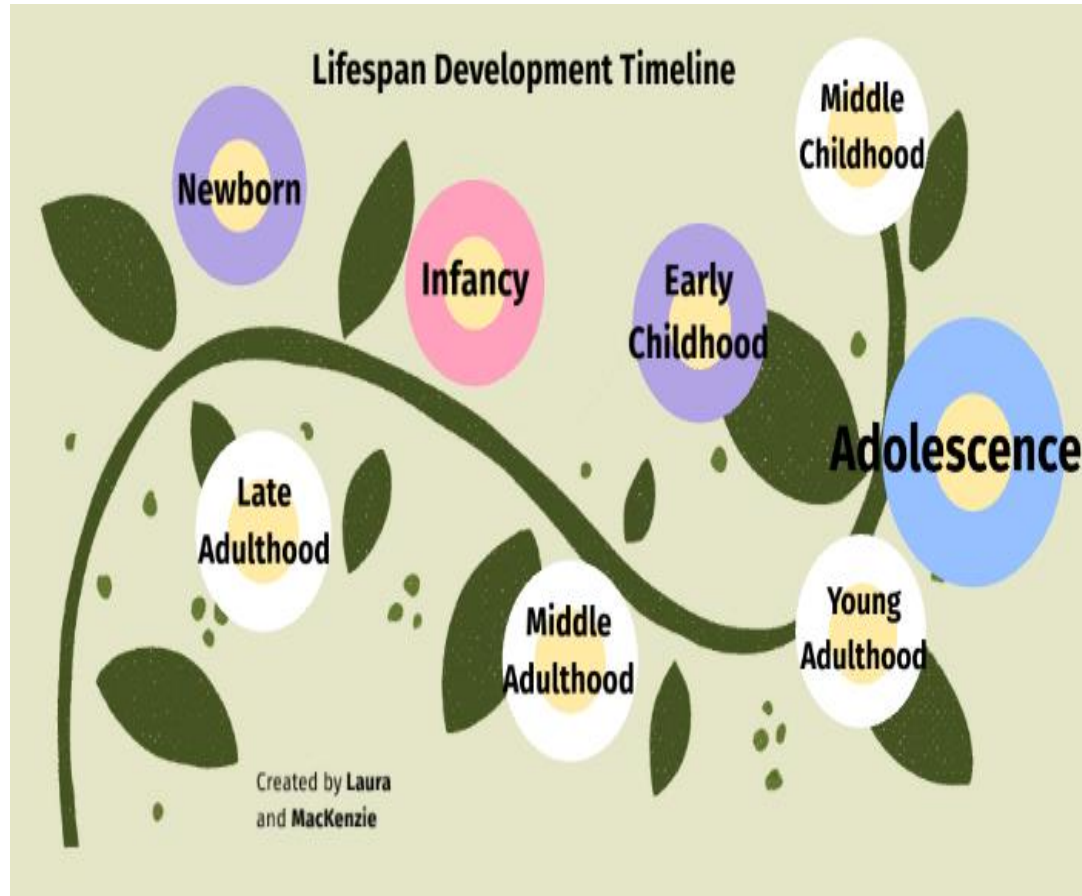 Lifespan Development Timeline
Newborn
Infancy
Early
Childhood
Middle
Childhood
Adolescence
Young
Adulthood
Middle
Adulthood
Late
Adulthood
Created by Laura
and MacKenzie